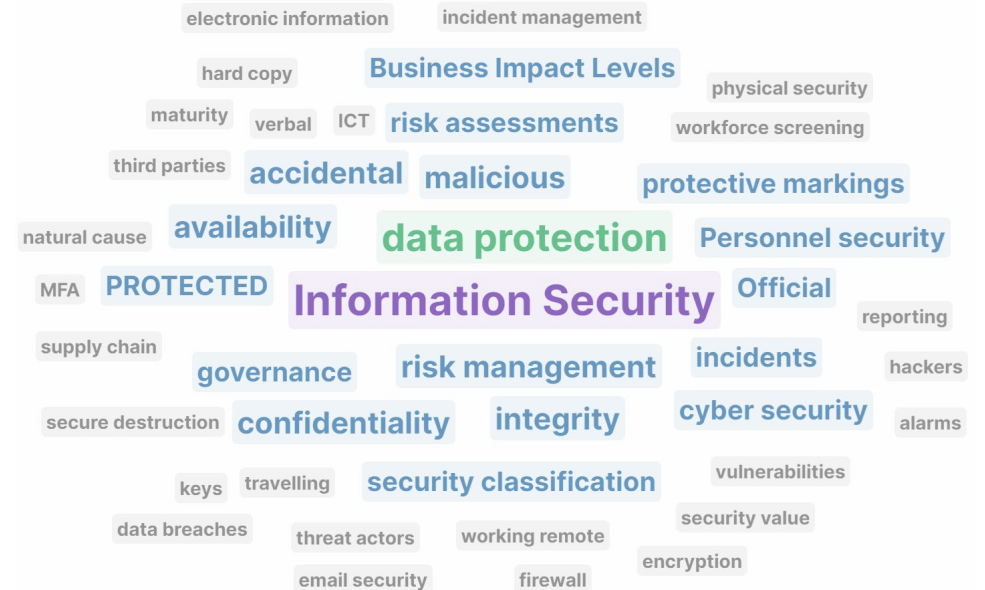 electronic information
incident management
Business Impact Levels
hard copy
physical security
maturity
verbal
ICT
risk assessments
workforce screening
third parties
accidental
malicious
protective markings
natural cause
availability
data protection
Personnel security
MFA
PROTECTED
Information Security
Official
reporting
supply chain
governance
risk management
incidents
hackers
secure destruction
confidentiality
integrity
cyber security
alarms
keys
travelling
security classification
vulnerabilities
data breaches
threat actors
working remote
security value
encryption
email security
firewall